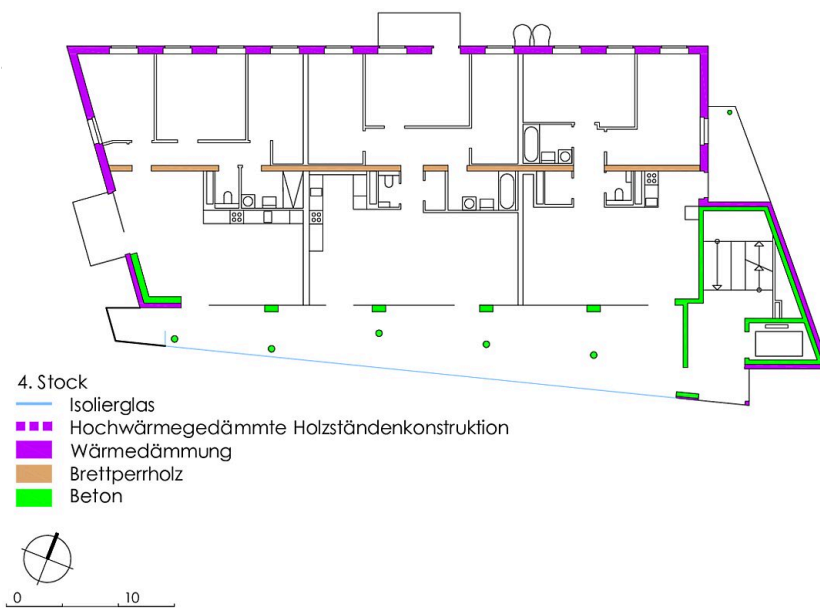 4. Stock
Isolierglas
Hochwärmegedämmte Holzständenkonstruktion
Wärmedämmung
Brettperrholz
Beton
0 10